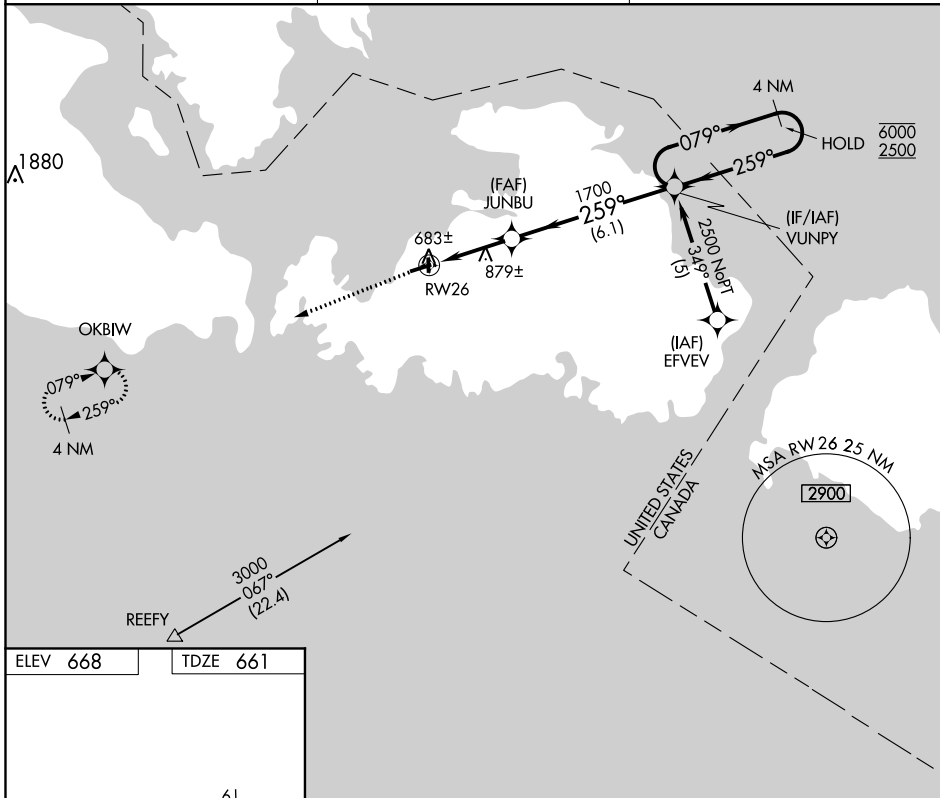 4 NM
079°
HOLD
6000
2500
259°
1880
(FAF)
JUNBU
1700
259°
(6.1)
(IF/IAF)
VUNPY
683±
879±
RW26
2500 NoPT
349°
(5)
(IAF)
EFVEV
OKBIW
079°
259°
4 NM
MSA RW 26 25 NM
2900
UNITED STATES
CANADA
3000
067°
(22.4)
REEFY
ELEV 668
TDZE 661